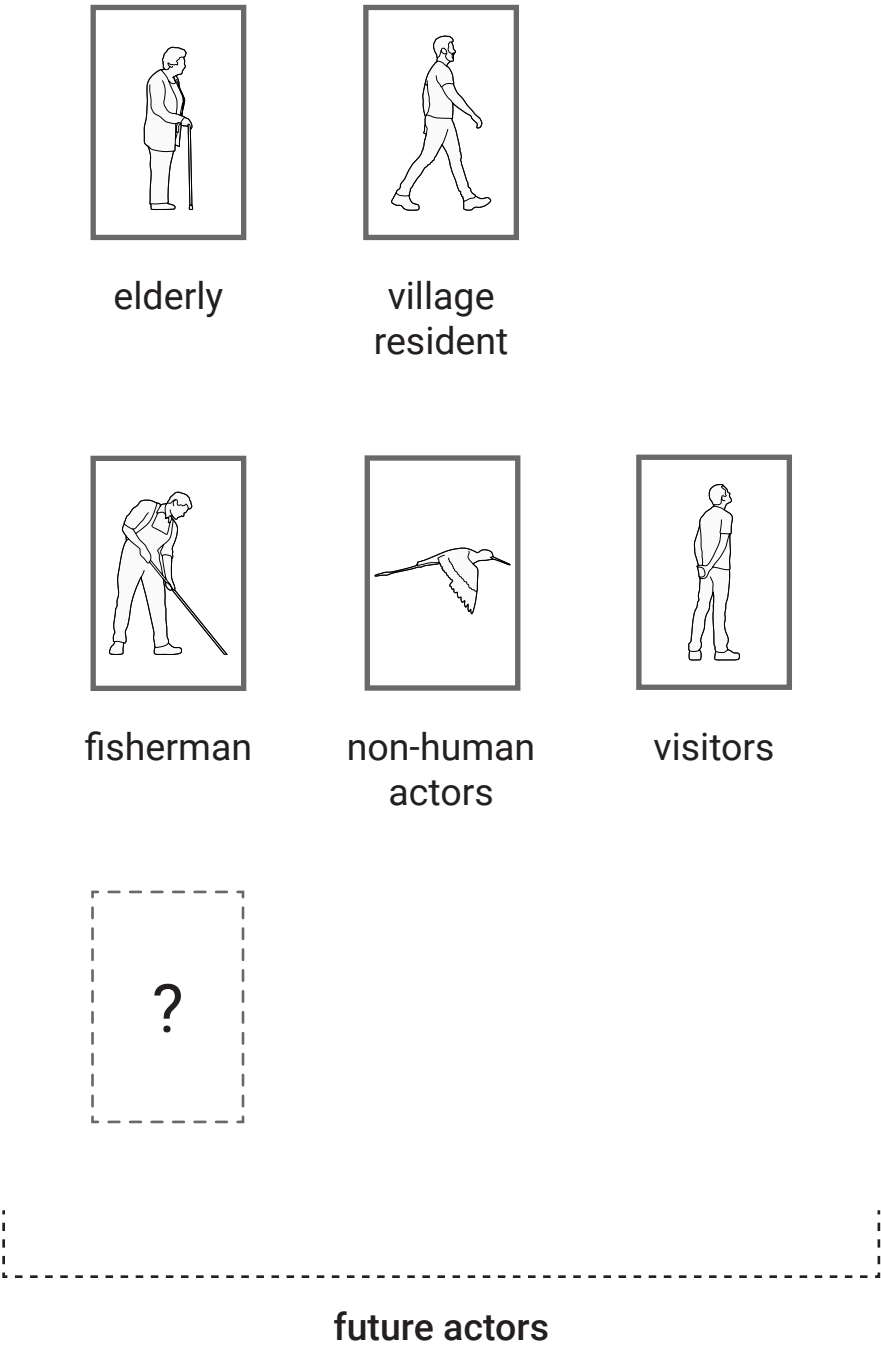 elderly
village
resident
fisherman
non-human
actors
visitors
?
future actors